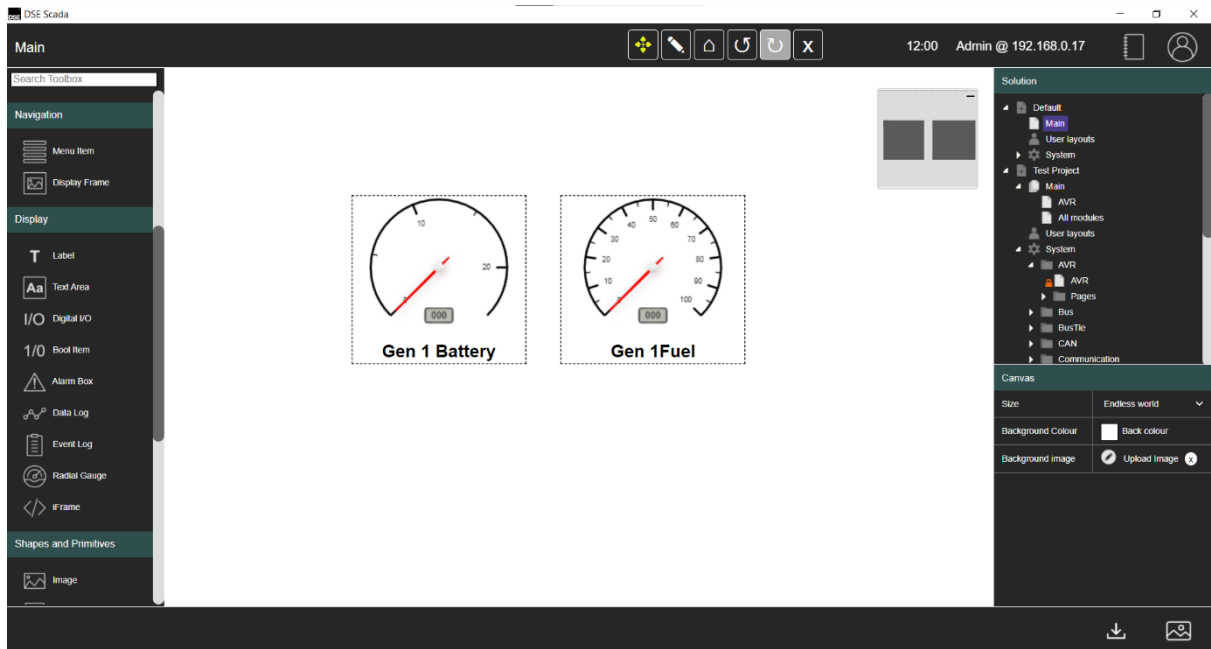 DSE Scada
Main
x
12:00 Admin @ 192.168.0.17
Search Toolbox
Navigation
Menu Item
Display Frame
Display
T Label
Aa Text Area
I/O Digital I/O
1/0 Bool Item
Alarm Box
Data Log
Event Log
Radial Gauge
</> iFrame
Shapes and Primitives
Image
0
10
20
000
Gen 1 Battery
0
10
20
30
40
50
60
70
80
90
100
000
Gen 1Fuel
Solution
Default
Main
User layouts
System
Test Project
Main
AVR
All modules
User layouts
System
AVR
AVR
Pages
Bus
BusTie
CAN
Communication
Canvas
Size Endless world
Background Colour Back colour
Background image Upload Image x